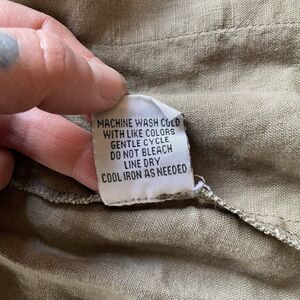 MACHINE WASH COLD
WITH LIKE COLORS
GENTLE CYCLE
DO NOT BLEACH
LINE DRY
COOL IRON AS NEEDED